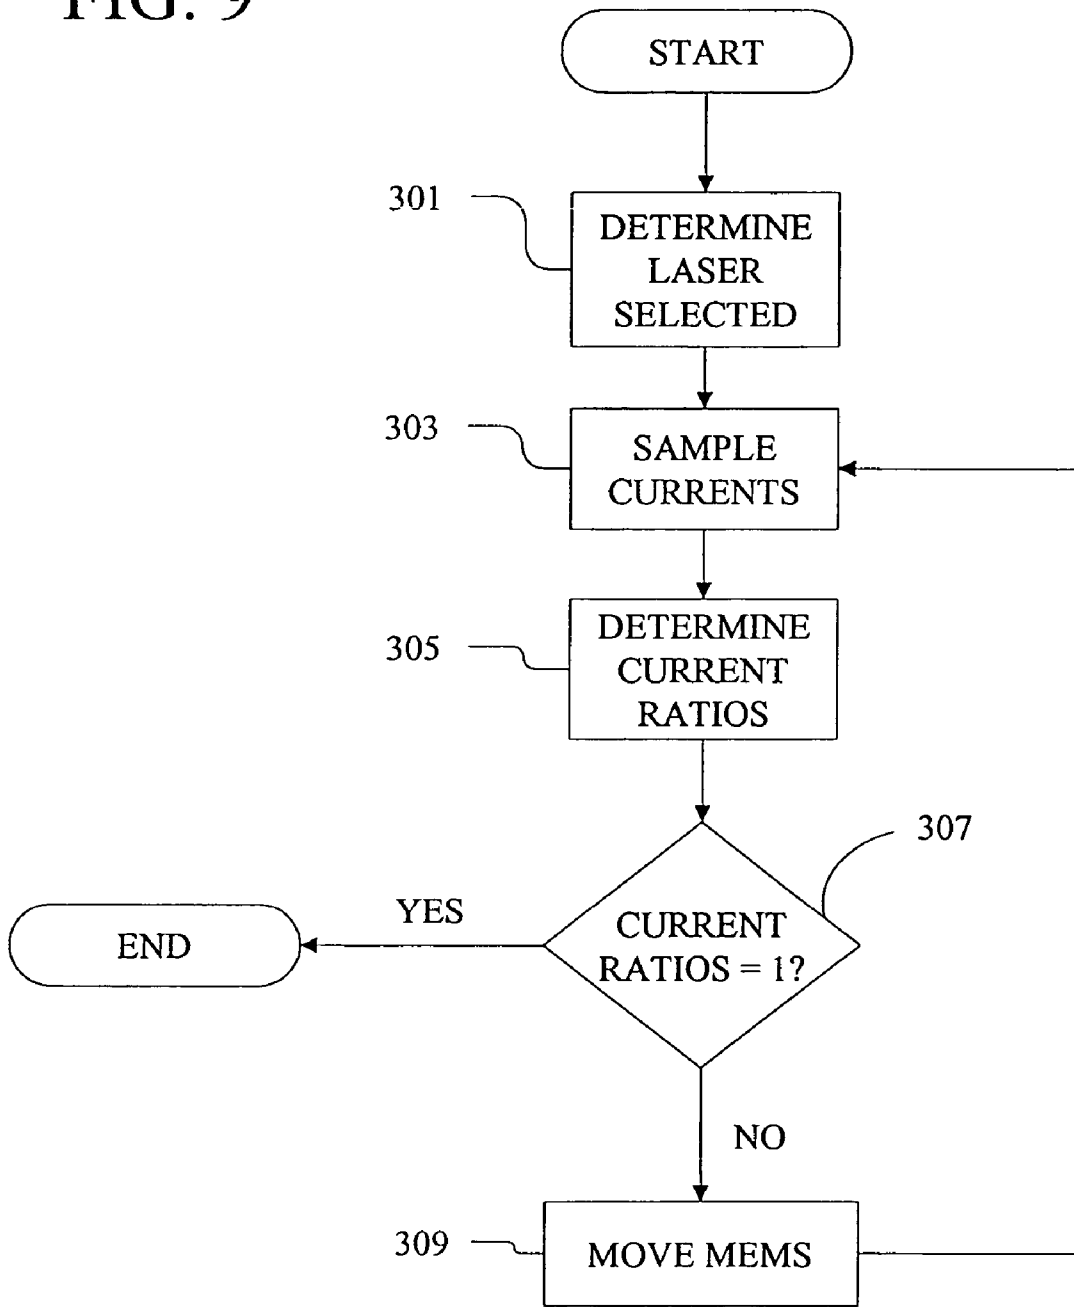 FIG. 9
START
301
DETERMINE
LASER
SELECTED
303
SAMPLE
CURRENTS
305
DETERMINE
CURRENT
RATIOS
307
CURRENT
RATIOS = 1?
YES
END
NO
309
MOVE MEMS